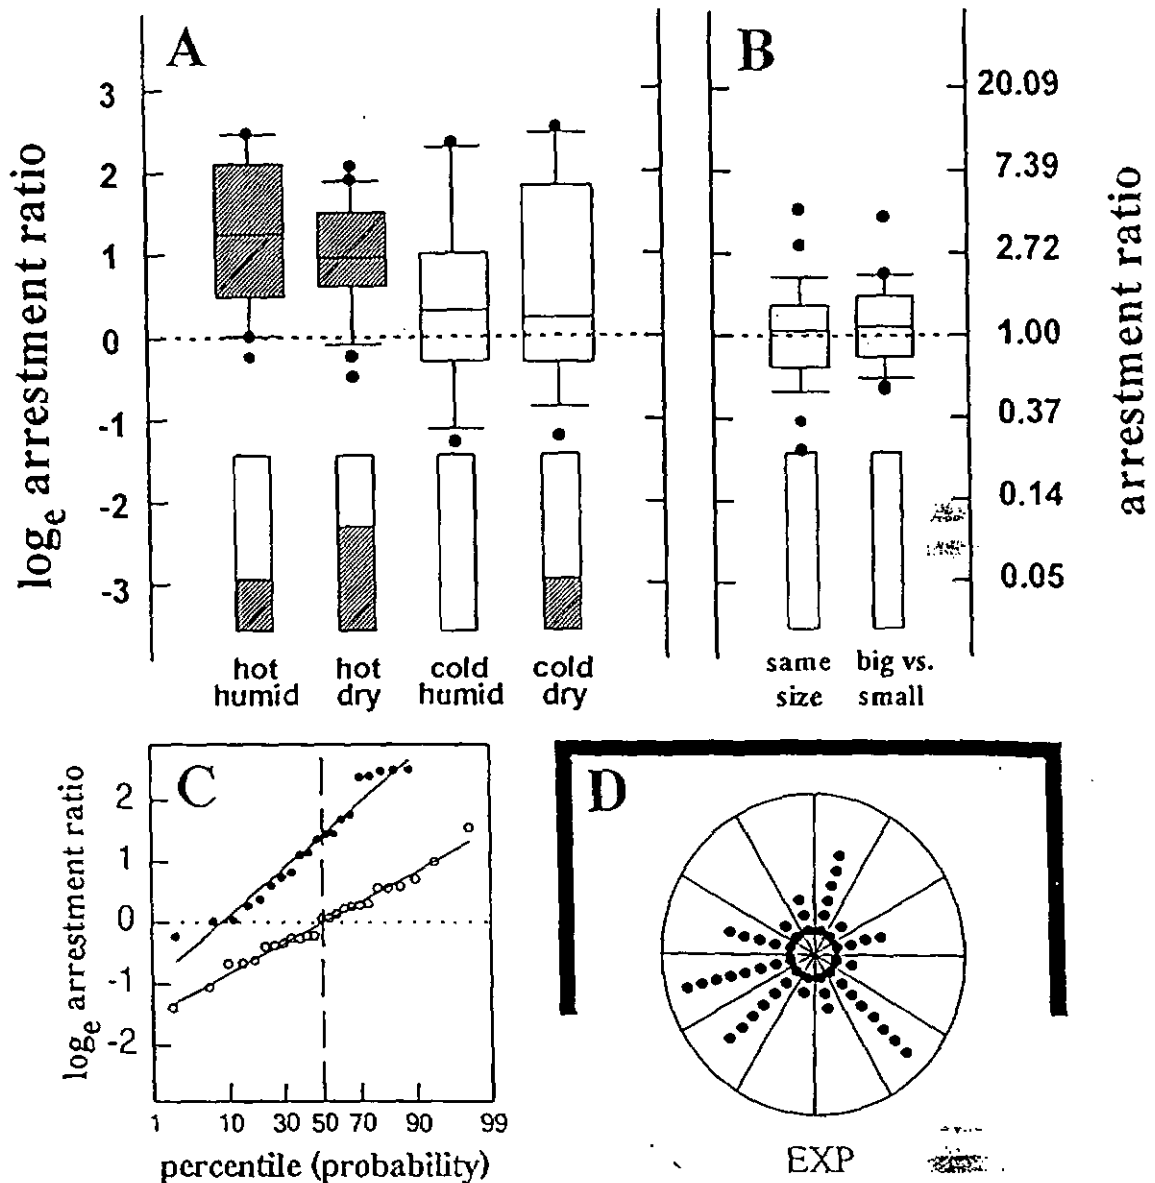 A
B
log_e arrestment ratio
3
2
1
0
-1
-2
-3
20.09
7.39
2.72
1.00
0.37
0.14
0.05
arrestment ratio
hot humid
hot dry
cold humid
cold dry
same size
big vs. small
C
log_e arrestment ratio
2
1
0
-1
-2
1 10 30 50 70 90 99
percentile (probability)
D
EXP